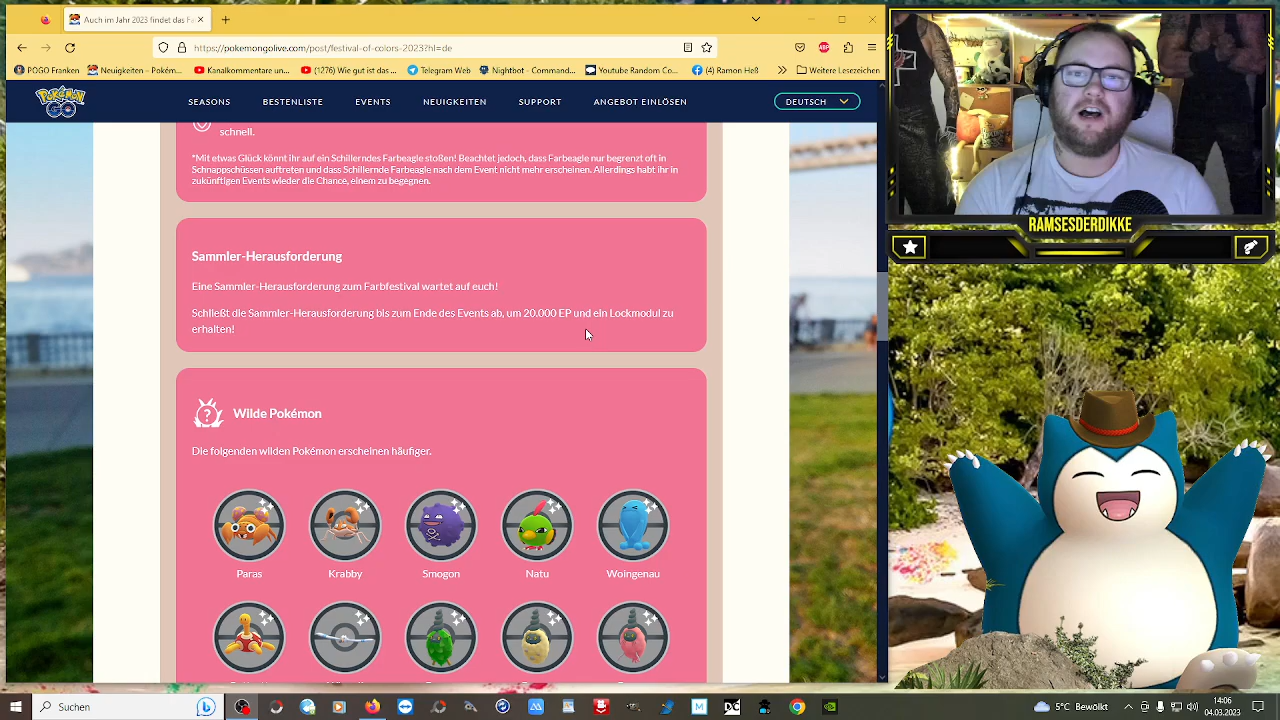 Auch im Jahr 2023 findet das Fa
https://pokemongolive.com/post/festival-of-colors-2023?hl=de
POGO Franken
Neuigkeiten – Pokém...
Kanalkommentare un...
(1276) Wie gut ist das ...
Telegram Web
Nightbot - Comman...
Youtube Random Co...
(4) Ramon Heß
Weitere Lesezeichen
POKÉMON GO
SEASONS
BESTENLISTE
EVENTS
NEUIGKEITEN
SUPPORT
ANGEBOT EINLÖSEN
DEUTSCH
schnell.
*Mit etwas Glück könnt ihr auf ein Schillerndes Farbeagle stoßen! Beachtet jedoch, dass Farbeagle nur begrenzt oft in
Schnappschüssen auftreten und dass Schillernde Farbeagle nach dem Event nicht mehr erscheinen. Allerdings habt ihr in
zukünftigen Events wieder die Chance, einem zu begegnen.
Sammler-Herausforderung
Eine Sammler-Herausforderung zum Farbfestival wartet auf euch!
Schließt die Sammler-Herausforderung bis zum Ende des Events ab, um 20.000 EP und ein Lockmodul zu
erhalten!
Wilde Pokémon
Die folgenden wilden Pokémon erscheinen häufiger.
Paras
Krabby
Smogon
Natu
Woingenau
RAMSESDERDIKKE
Suchen
5°C Bewölkt
14:06
04.03.2023